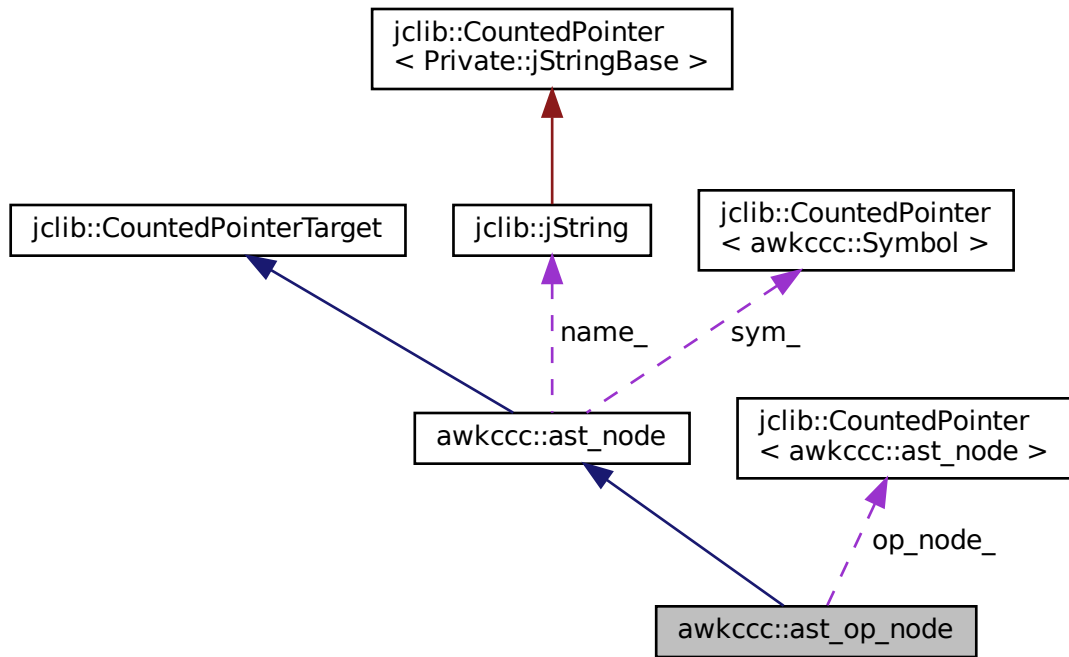 jclib::CountedPointer
< Private::jStringBase >
jclib::CountedPointerTarget
jclib::jString
jclib::CountedPointer
< awkccc::Symbol >
name_
sym_
awkccc::ast_node
jclib::CountedPointer
< awkccc::ast_node >
op_node_
awkccc::ast_op_node